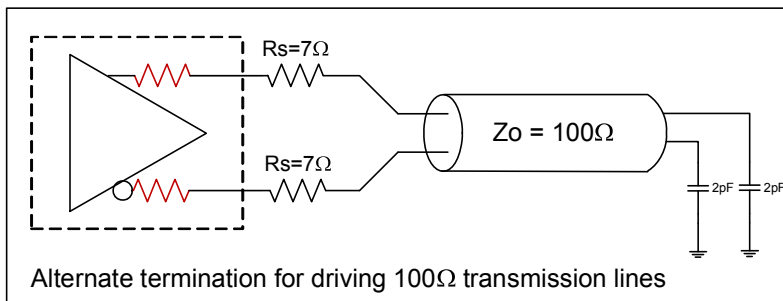 Rs=7Ω
Zo = 100Ω
Rs=7Ω
2pF
2pF
Alternate termination for driving 100Ω transmission lines